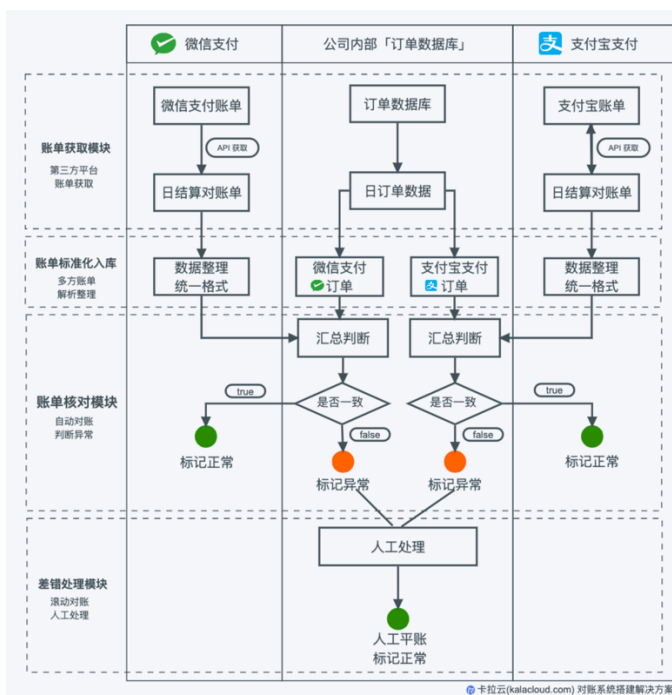 微信支付
公司内部「订单数据库」
支付宝支付
账单获取模块
第三方平台
账单获取
微信支付账单
API 获取
日结算对账单
订单数据库
日订单数据
支付宝账单
API 获取
日结算对账单
账单标准化入库
多方账单
解析整理
数据整理
统一格式
微信支付
订单
支付宝支付
订单
数据整理
统一格式
账单核对模块
自动对账
判断异常
汇总判断
汇总判断
true
是否一致
是否一致
true
false
false
标记正常
标记异常
标记异常
标记正常
差错处理模块
滚动对账
人工处理
人工处理
人工平账
标记正常
卡拉云(kalacloud.com) 对账系统搭建解决方案